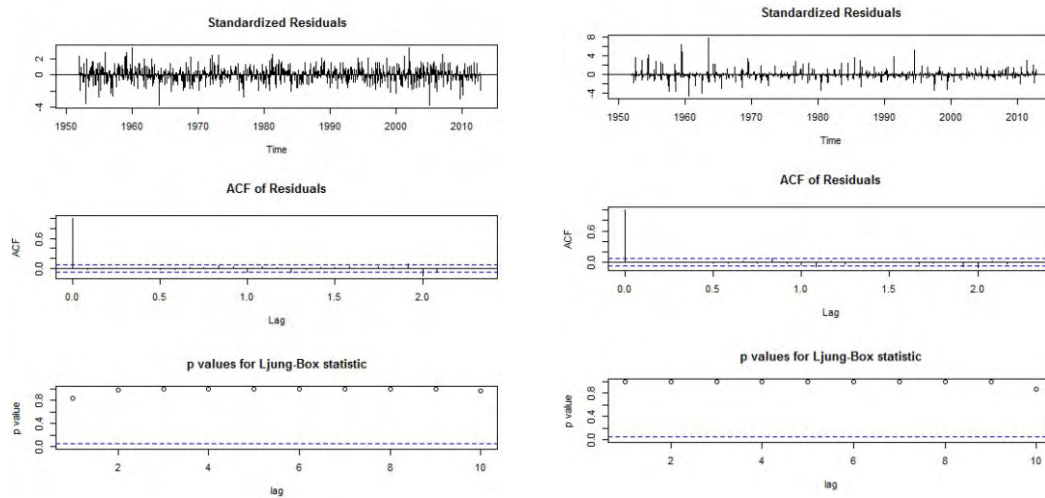 Standardized Residuals
2
0
-4
1950 1960 1970 1980 1990 2000 2010
Time
ACF of Residuals
ACF
0.6
0.0
0.0 0.5 1.0 1.5 2.0
Lag
p values for Ljung-Box statistic
p value
0.8
0.4
0.0
2 4 6 8 10
lag
Standardized Residuals
8
4
0
-4
1950 1960 1970 1980 1990 2000 2010
Time
ACF of Residuals
ACF
0.6
0.0
0.0 0.5 1.0 1.5 2.0
Lag
p values for Ljung-Box statistic
p value
0.8
0.4
0.0
2 4 6 8 10
lag